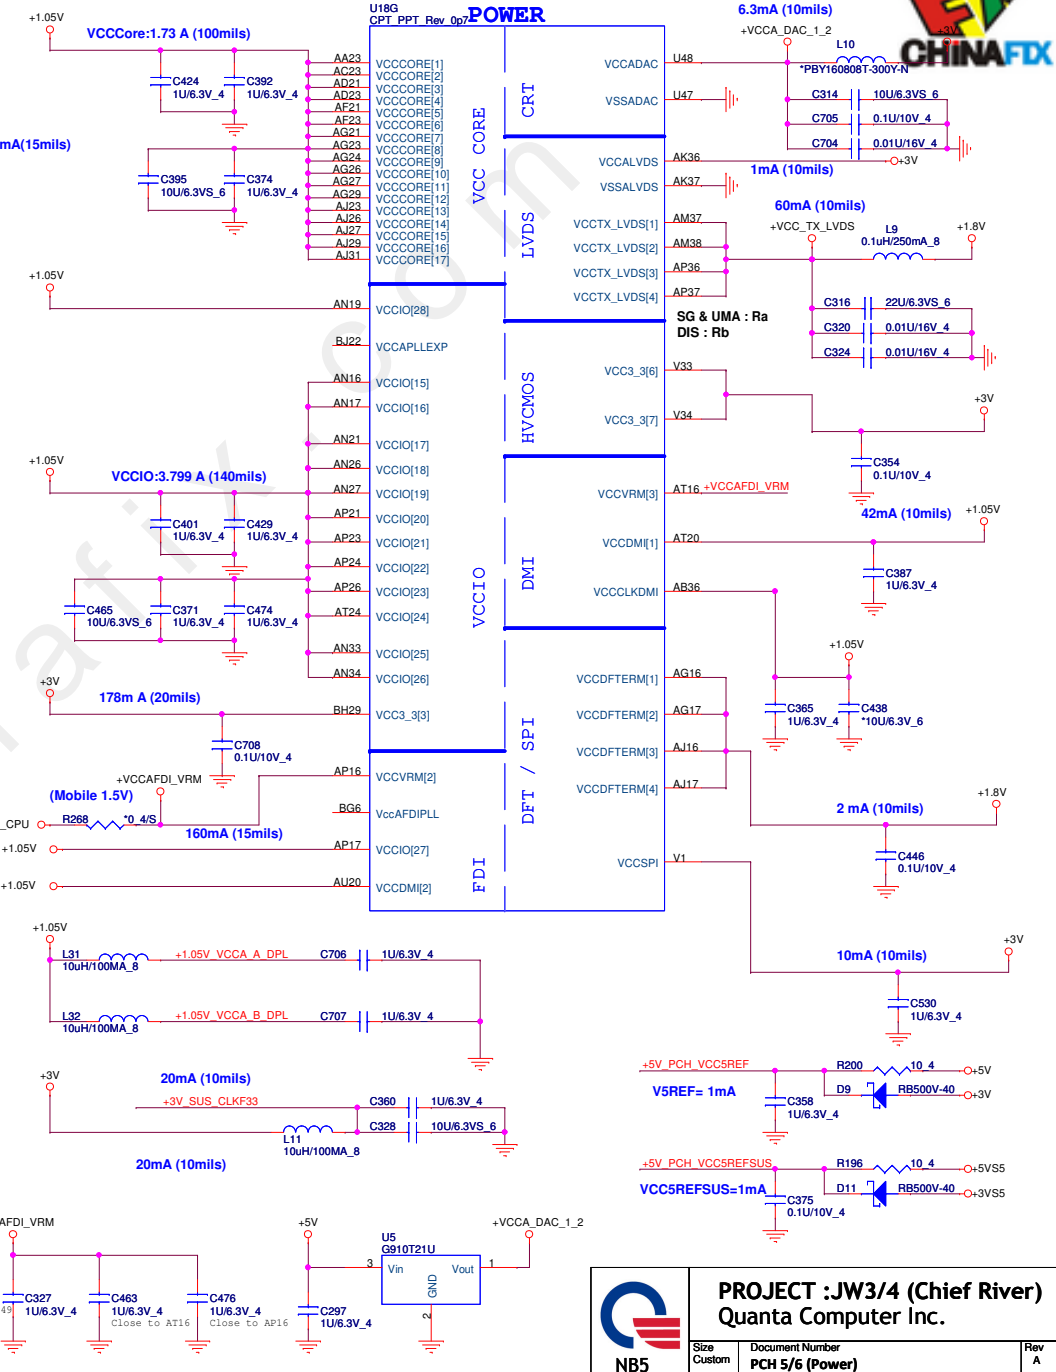 U18G
CPT_PPT_Rev_0p7
POWER
+1.05V
VCCCore:1.73 A (100mils)
C424
1U/6.3V_4
C392
1U/6.3V_4
mA(15mils)
C395
10U/6.3VS_6
C374
1U/6.3V_4
AA23 VCCCORE[1]
AC23 VCCCORE[2]
AD21 VCCCORE[3]
AD23 VCCCORE[4]
AF21 VCCCORE[5]
AF23 VCCCORE[6]
AG21 VCCCORE[7]
AG23 VCCCORE[8]
AG24 VCCCORE[9]
AG26 VCCCORE[10]
AG27 VCCCORE[11]
AG29 VCCCORE[12]
AJ23 VCCCORE[13]
AJ26 VCCCORE[14]
AJ27 VCCCORE[15]
AJ29 VCCCORE[16]
AJ31 VCCCORE[17]
VCC CORE
+1.05V
AN19 VCCIO[28]
BJ22 VCCAPLLEXP
AN16 VCCIO[15]
AN17 VCCIO[16]
AN21 VCCIO[17]
AN26 VCCIO[18]
AN27 VCCIO[19]
AP21 VCCIO[20]
AP23 VCCIO[21]
AP24 VCCIO[22]
AP26 VCCIO[23]
AT24 VCCIO[24]
AN33 VCCIO[25]
AN34 VCCIO[26]
VCCIO
+1.05V
VCCIO:3.799 A (140mils)
C401
1U/6.3V_4
C429
1U/6.3V_4
C465
10U/6.3VS_6
C371
1U/6.3V_4
C474
1U/6.3V_4
+3V
178m A (20mils)
BH29 VCC3_3[3]
C708
0.1U/10V_4
+VCCAFDI_VRM
(Mobile 1.5V)
AP16 VCCVRM[2]
BG6 VccAFDIPLL
_CPU
R268 *0_4/S
160mA (15mils)
+1.05V
AP17 VCCIO[27]
+1.05V
AU20 VCCDMI[2]
FDI
CRT
LVDS
HVCMOS
DMI
DFT / SPI
6.3mA (10mils)
+VCCA_DAC_1_2
+3V
CHINAFIX
L10
*PBY160808T-300Y-N
VCCADAC U48
VSSADAC U47
C314 10U/6.3VS_6
C705 0.1U/10V_4
C704 0.01U/16V_4
VCCALVDS AK36
+3V
1mA (10mils)
VSSALVDS AK37
60mA (10mils)
+VCC_TX_LVDS
L9
0.1uH/250mA_8
+1.8V
VCCTX_LVDS[1] AM37
VCCTX_LVDS[2] AM38
VCCTX_LVDS[3] AP36
VCCTX_LVDS[4] AP37
C316 22U/6.3VS_6
C320 0.01U/16V_4
C324 0.01U/16V_4
SG & UMA : Ra
DIS : Rb
VCC3_3[6] V33
VCC3_3[7] V34
+3V
C354
0.1U/10V_4
VCCVRM[3] AT16 +VCCAFDI_VRM
42mA (10mils)
+1.05V
VCCDMI[1] AT20
C387
1U/6.3V_4
VCCCLKDMI AB36
+1.05V
C365
1U/6.3V_4
C438
*10U/6.3V_6
VCCDFTERM[1] AG16
VCCDFTERM[2] AG17
VCCDFTERM[3] AJ16
VCCDFTERM[4] AJ17
2 mA (10mils)
+1.8V
C446
0.1U/10V_4
VCCSPI V1
10mA (10mils)
+3V
C530
1U/6.3V_4
+1.05V
L31
10uH/100MA_8
+1.05V_VCCA_A_DPL
C706 1U/6.3V_4
L32
10uH/100MA_8
+1.05V_VCCA_B_DPL
C707 1U/6.3V_4
+3V
20mA (10mils)
+3V_SUS_CLKF33
C360 1U/6.3V_4
C328 10U/6.3VS_6
L11
10uH/100MA_8
20mA (10mils)
+5V_PCH_VCC5REF
V5REF= 1mA
R200 10_4 +5V
D9 RB500V-40 +3V
C358
1U/6.3V_4
+5V_PCH_VCC5REFSUS
VCC5REFSUS=1mA
R196 10_4 +5VS5
D11 RB500V-40 +3VS5
C375
0.1U/10V_4
AFDI_VRM
C327
1U/6.3V_4
49
C463
1U/6.3V_4
Close to AT16
C476
1U/6.3V_4
Close to AP16
+5V
C297
1U/6.3V_4
U5
G910T21U
3 Vin Vout 1
GND
2
+VCCA_DAC_1_2
NB5
PROJECT :JW3/4 (Chief River)
Quanta Computer Inc.
Size
Custom
Document Number
PCH 5/6 (Power)
Rev
A
afix.com